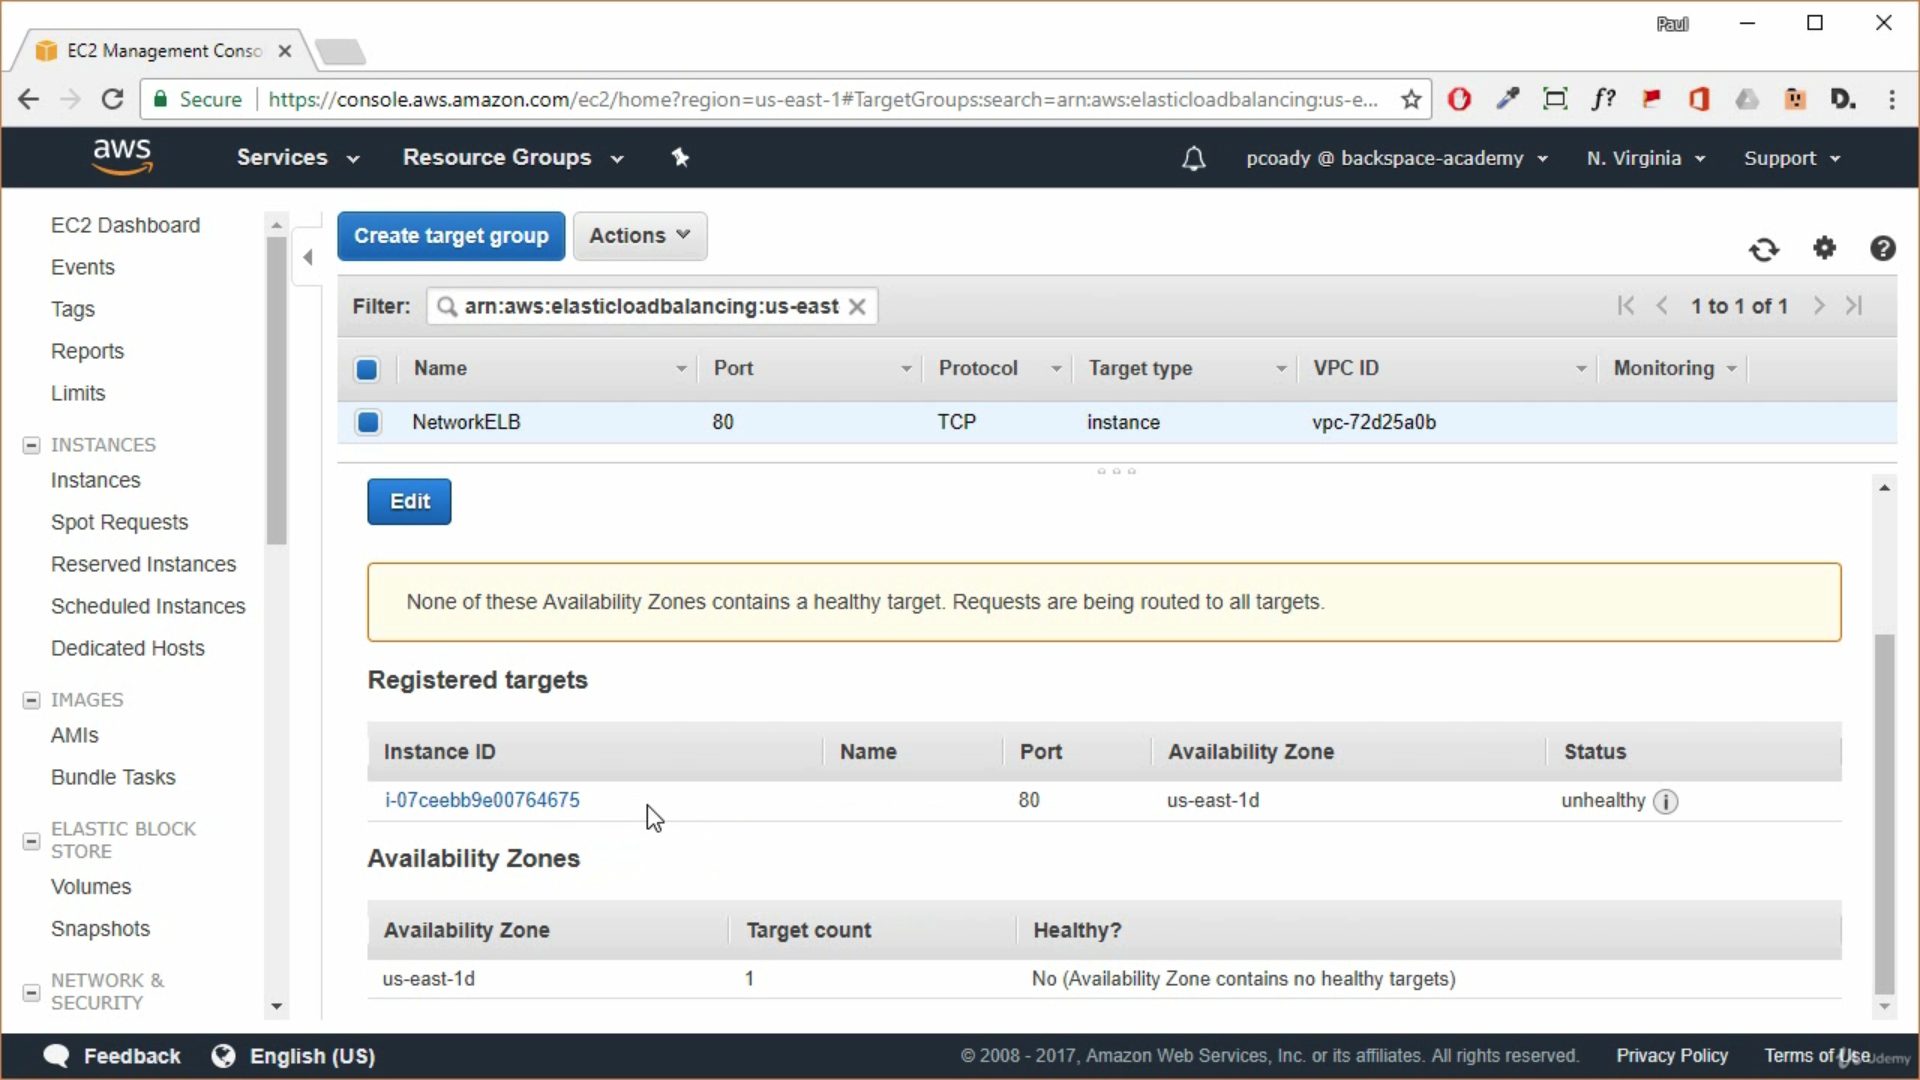 Paul
EC2 Management Conso
Secure
https://console.aws.amazon.com/ec2/home?region=us-east-1#TargetGroups:search=arn:aws:elasticloadbalancing:us-e...
f?
D.
aws
Services
Resource Groups
pcoady @ backspace-academy
N. Virginia
Support
EC2 Dashboard
Events
Tags
Reports
Limits
INSTANCES
Instances
Spot Requests
Reserved Instances
Scheduled Instances
Dedicated Hosts
IMAGES
AMIs
Bundle Tasks
ELASTIC BLOCK
STORE
Volumes
Snapshots
NETWORK &
SECURITY
Create target group
Actions
Filter:
arn:aws:elasticloadbalancing:us-east
1 to 1 of 1
Name Port Protocol Target type VPC ID Monitoring
NetworkELB 80 TCP instance vpc-72d25a0b
Edit
None of these Availability Zones contains a healthy target. Requests are being routed to all targets.
Registered targets
Instance ID Name Port Availability Zone Status
i-07ceebb9e00764675 80 us-east-1d unhealthy
Availability Zones
Availability Zone Target count Healthy?
us-east-1d 1 No (Availability Zone contains no healthy targets)
Feedback
English (US)
© 2008 - 2017, Amazon Web Services, Inc. or its affiliates. All rights reserved.
Privacy Policy
Terms of Use
Udemy